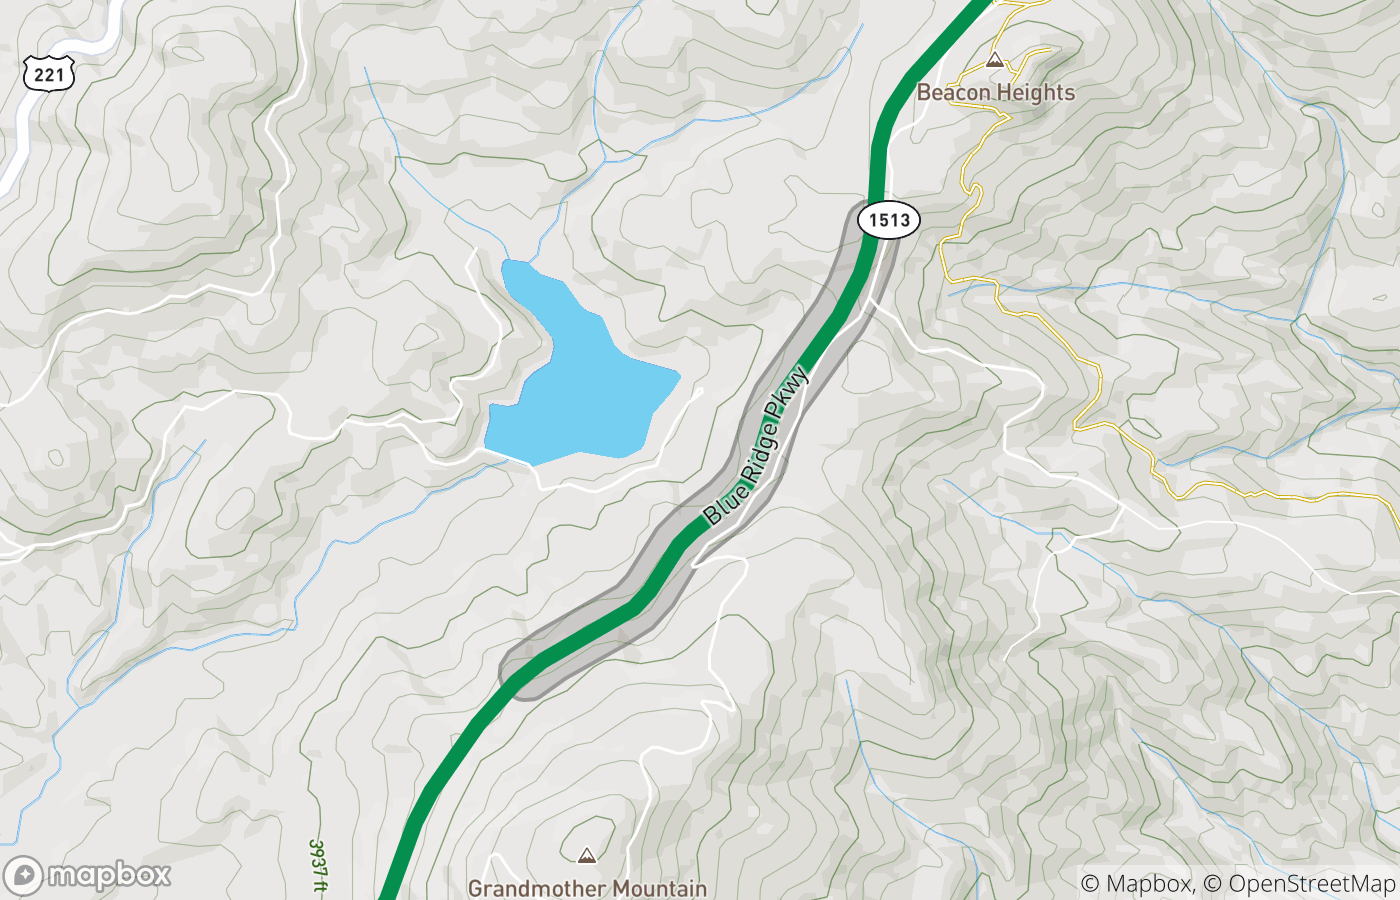 221
Beacon Heights
1513
Blue Ridge Pkwy
3937 ft
Grandmother Mountain
mapbox
© Mapbox, © OpenStreetMap